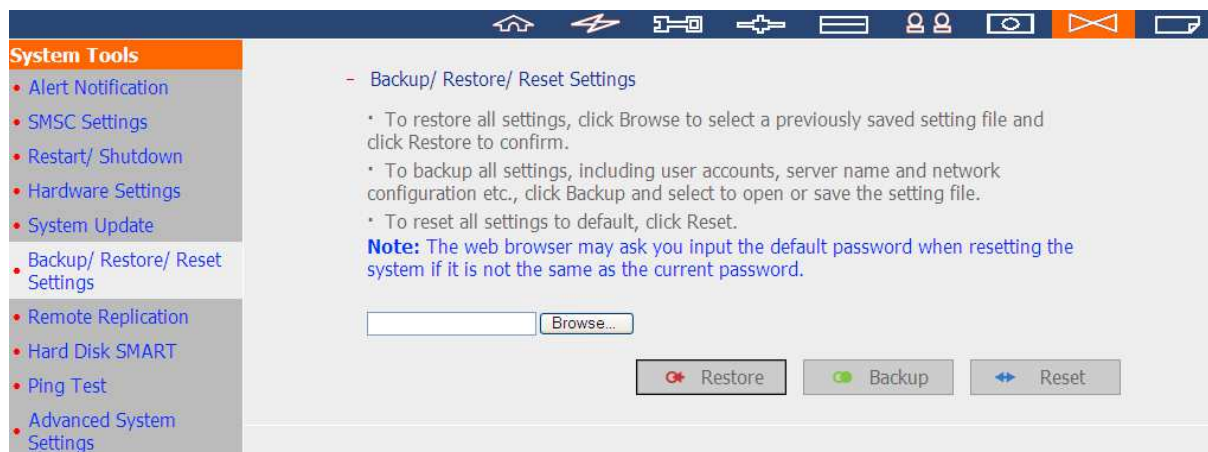 System Tools
• Alert Notification
• SMSC Settings
• Restart/ Shutdown
• Hardware Settings
• System Update
• Backup/ Restore/ Reset
Settings
• Remote Replication
• Hard Disk SMART
• Ping Test
• Advanced System
Settings
- Backup/ Restore/ Reset Settings
· To restore all settings, click Browse to select a previously saved setting file and
click Restore to confirm.
· To backup all settings, including user accounts, server name and network
configuration etc., click Backup and select to open or save the setting file.
· To reset all settings to default, click Reset.
Note: The web browser may ask you input the default password when resetting the
system if it is not the same as the current password.
Browse...
Restore Backup Reset